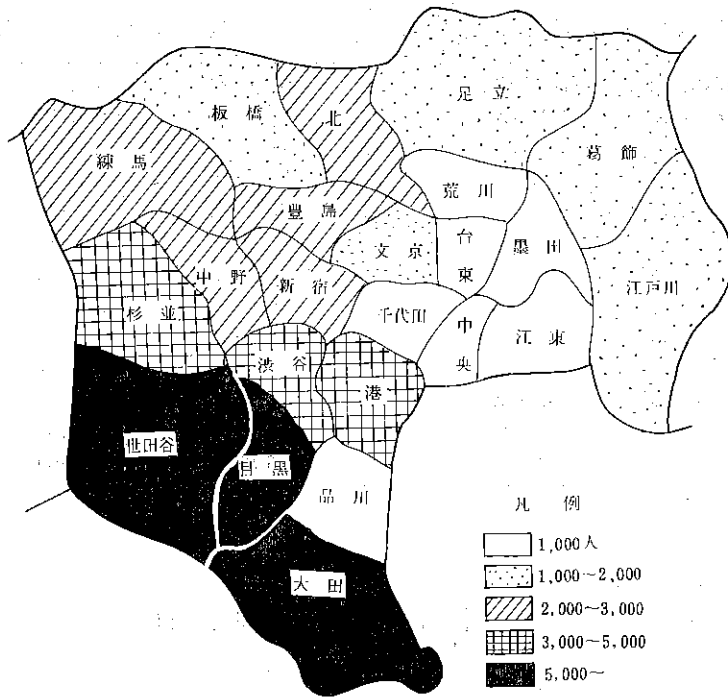 足立
北
板橋
葛飾
練馬
荒川
豊島
墨田
台東
文京
江戸川
中野
新宿
杉並
千代田
中央
江東
渋谷
港
世田谷
目黒
品川
大田
凡例
1,000人
1,000~2,000
2,000~3,000
3,000~5,000
5,000~